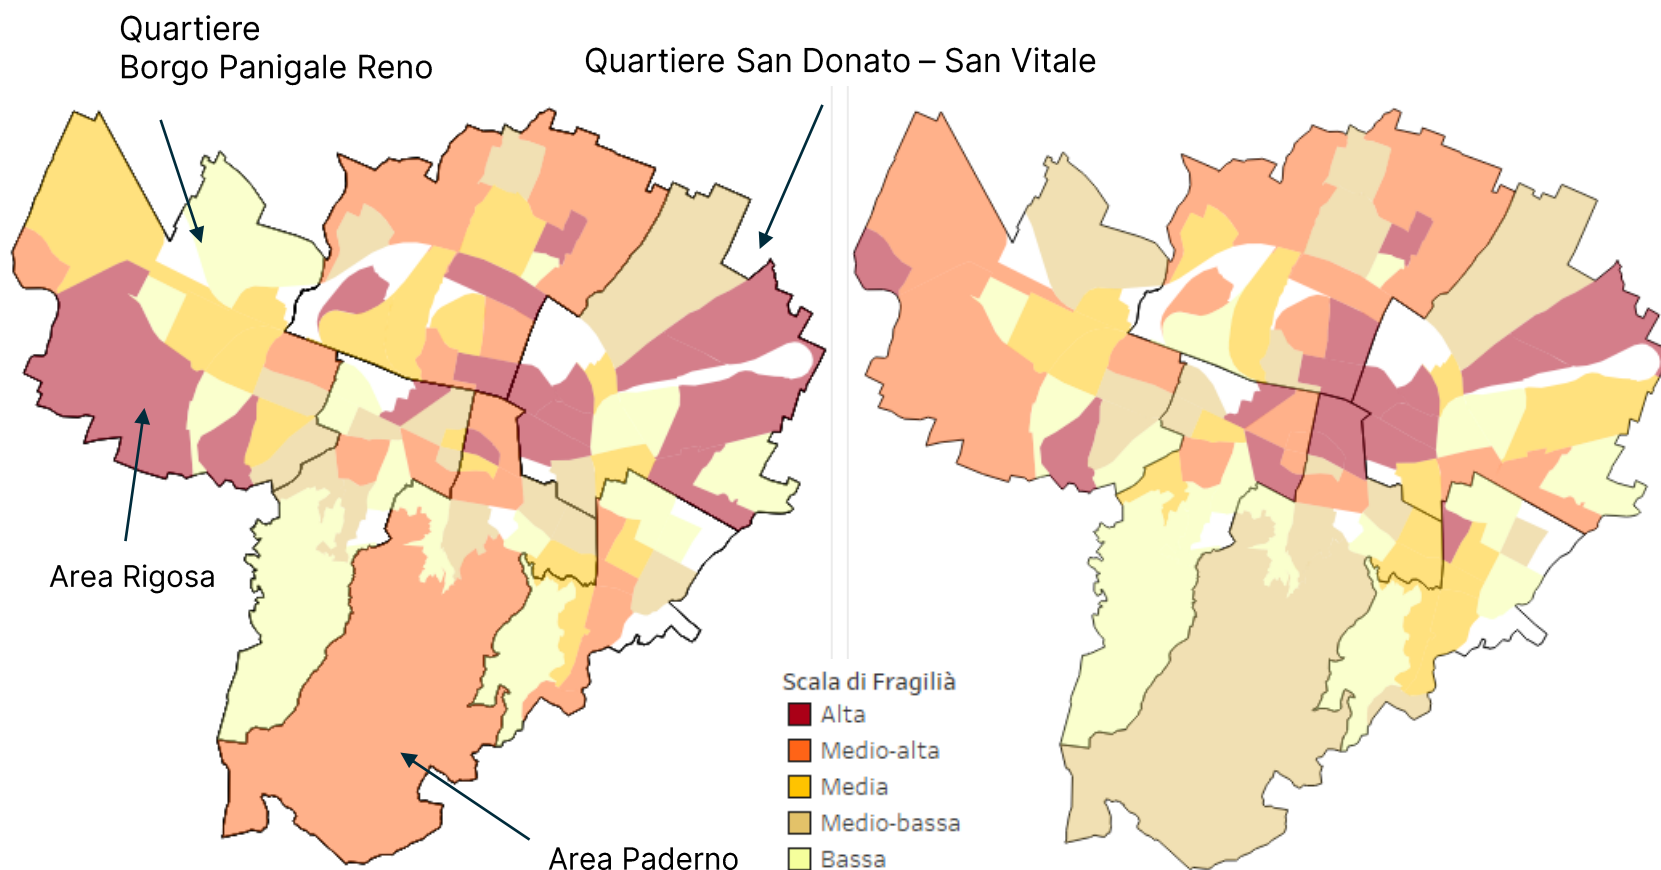 Quartiere
Borgo Panigale Reno
Quartiere San Donato – San Vitale
Area Rigosa
Area Paderno
Scala di Fragilià
Alta
Medio-alta
Media
Medio-bassa
Bassa